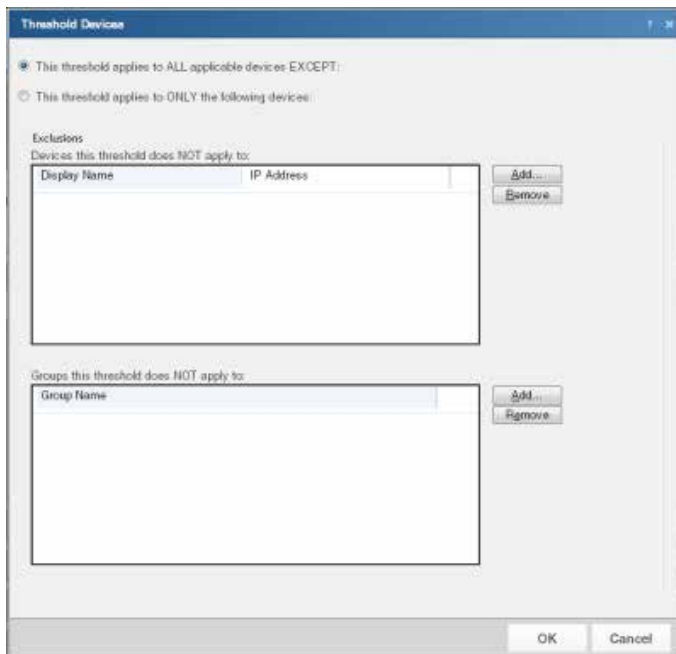 Threshold Devices
This threshold applies to ALL applicable devices EXCEPT:
This threshold applies to ONLY the following devices:
Exclusions
Devices this threshold does NOT apply to:
Display Name IP Address
Add...
Remove
Groups this threshold does NOT apply to:
Group Name
Add...
Remove
OK Cancel